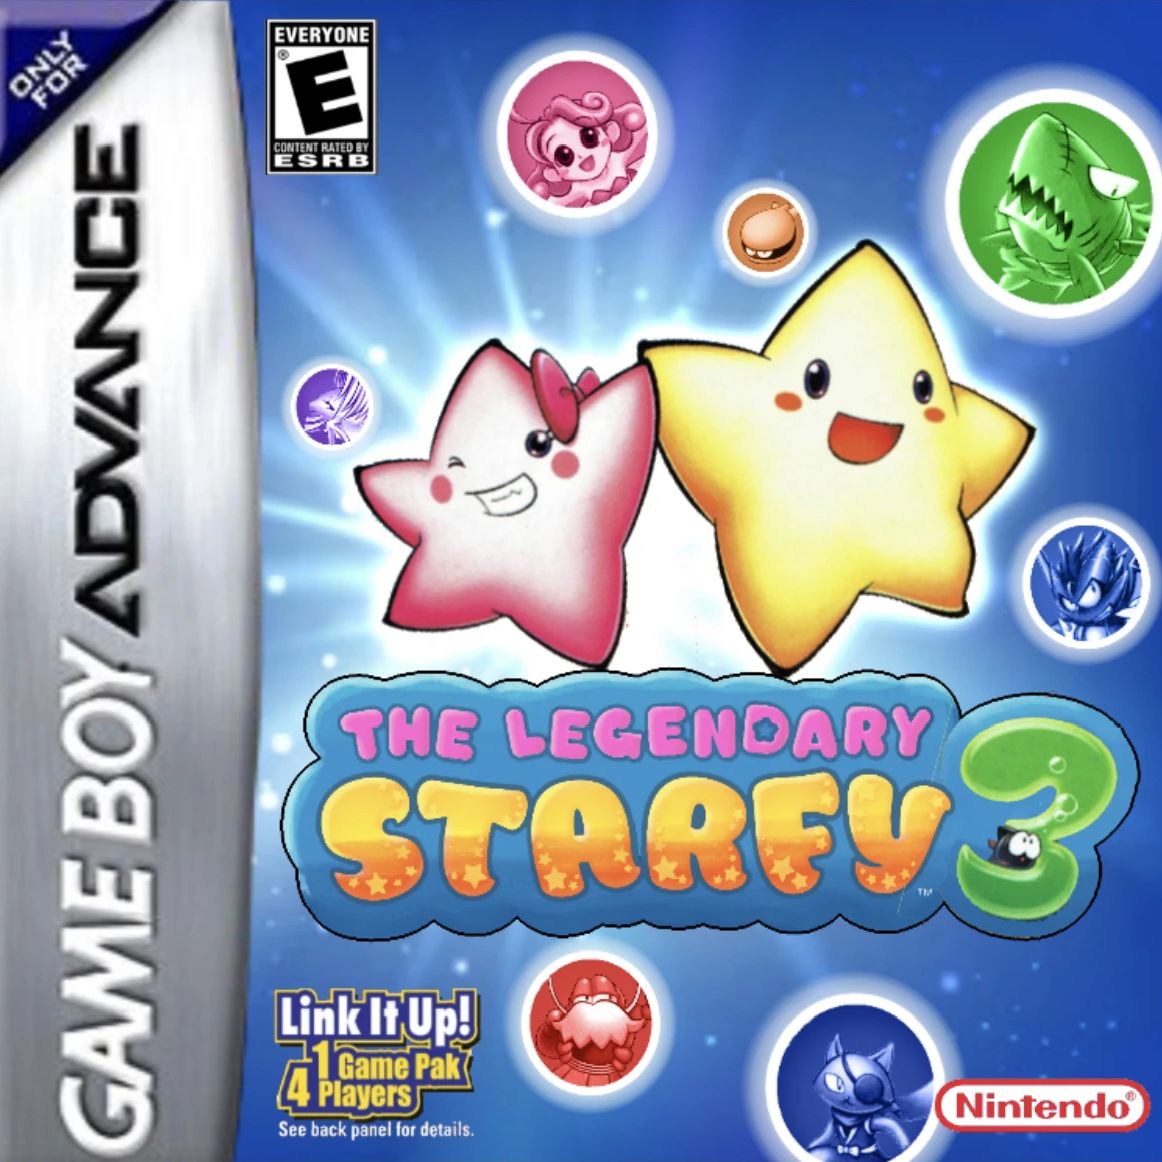 ONLY
FOR
GAME BOY ADVANCE
EVERYONE
E
®
CONTENT RATED BY
ESRB
THE LEGENDARY
STARFY 3
™
Link It Up!
1 Game Pak
4 Players
See back panel for details.
Nintendo®